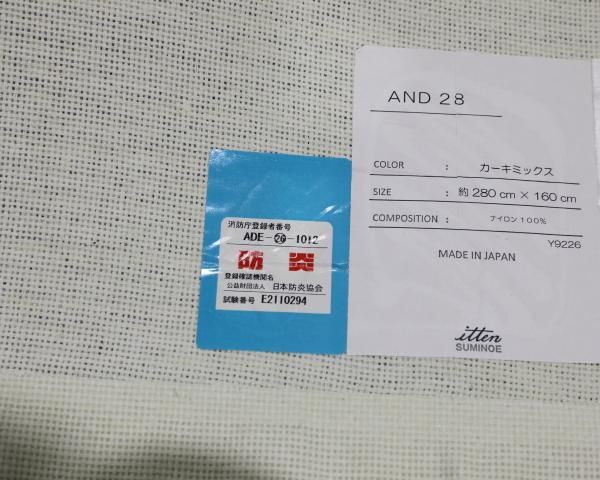 AND 28
COLOR : カーキミックス
SIZE : 約 280 cm × 160 cm
COMPOSITION : ナイロン 100%
Y9226
MADE IN JAPAN
itten
SUMINOE
消防庁登録者番号
ADE-㉖-1012
防炎
登録確認機関名
公益財団法人 日本防炎協会
試験番号 E2110294